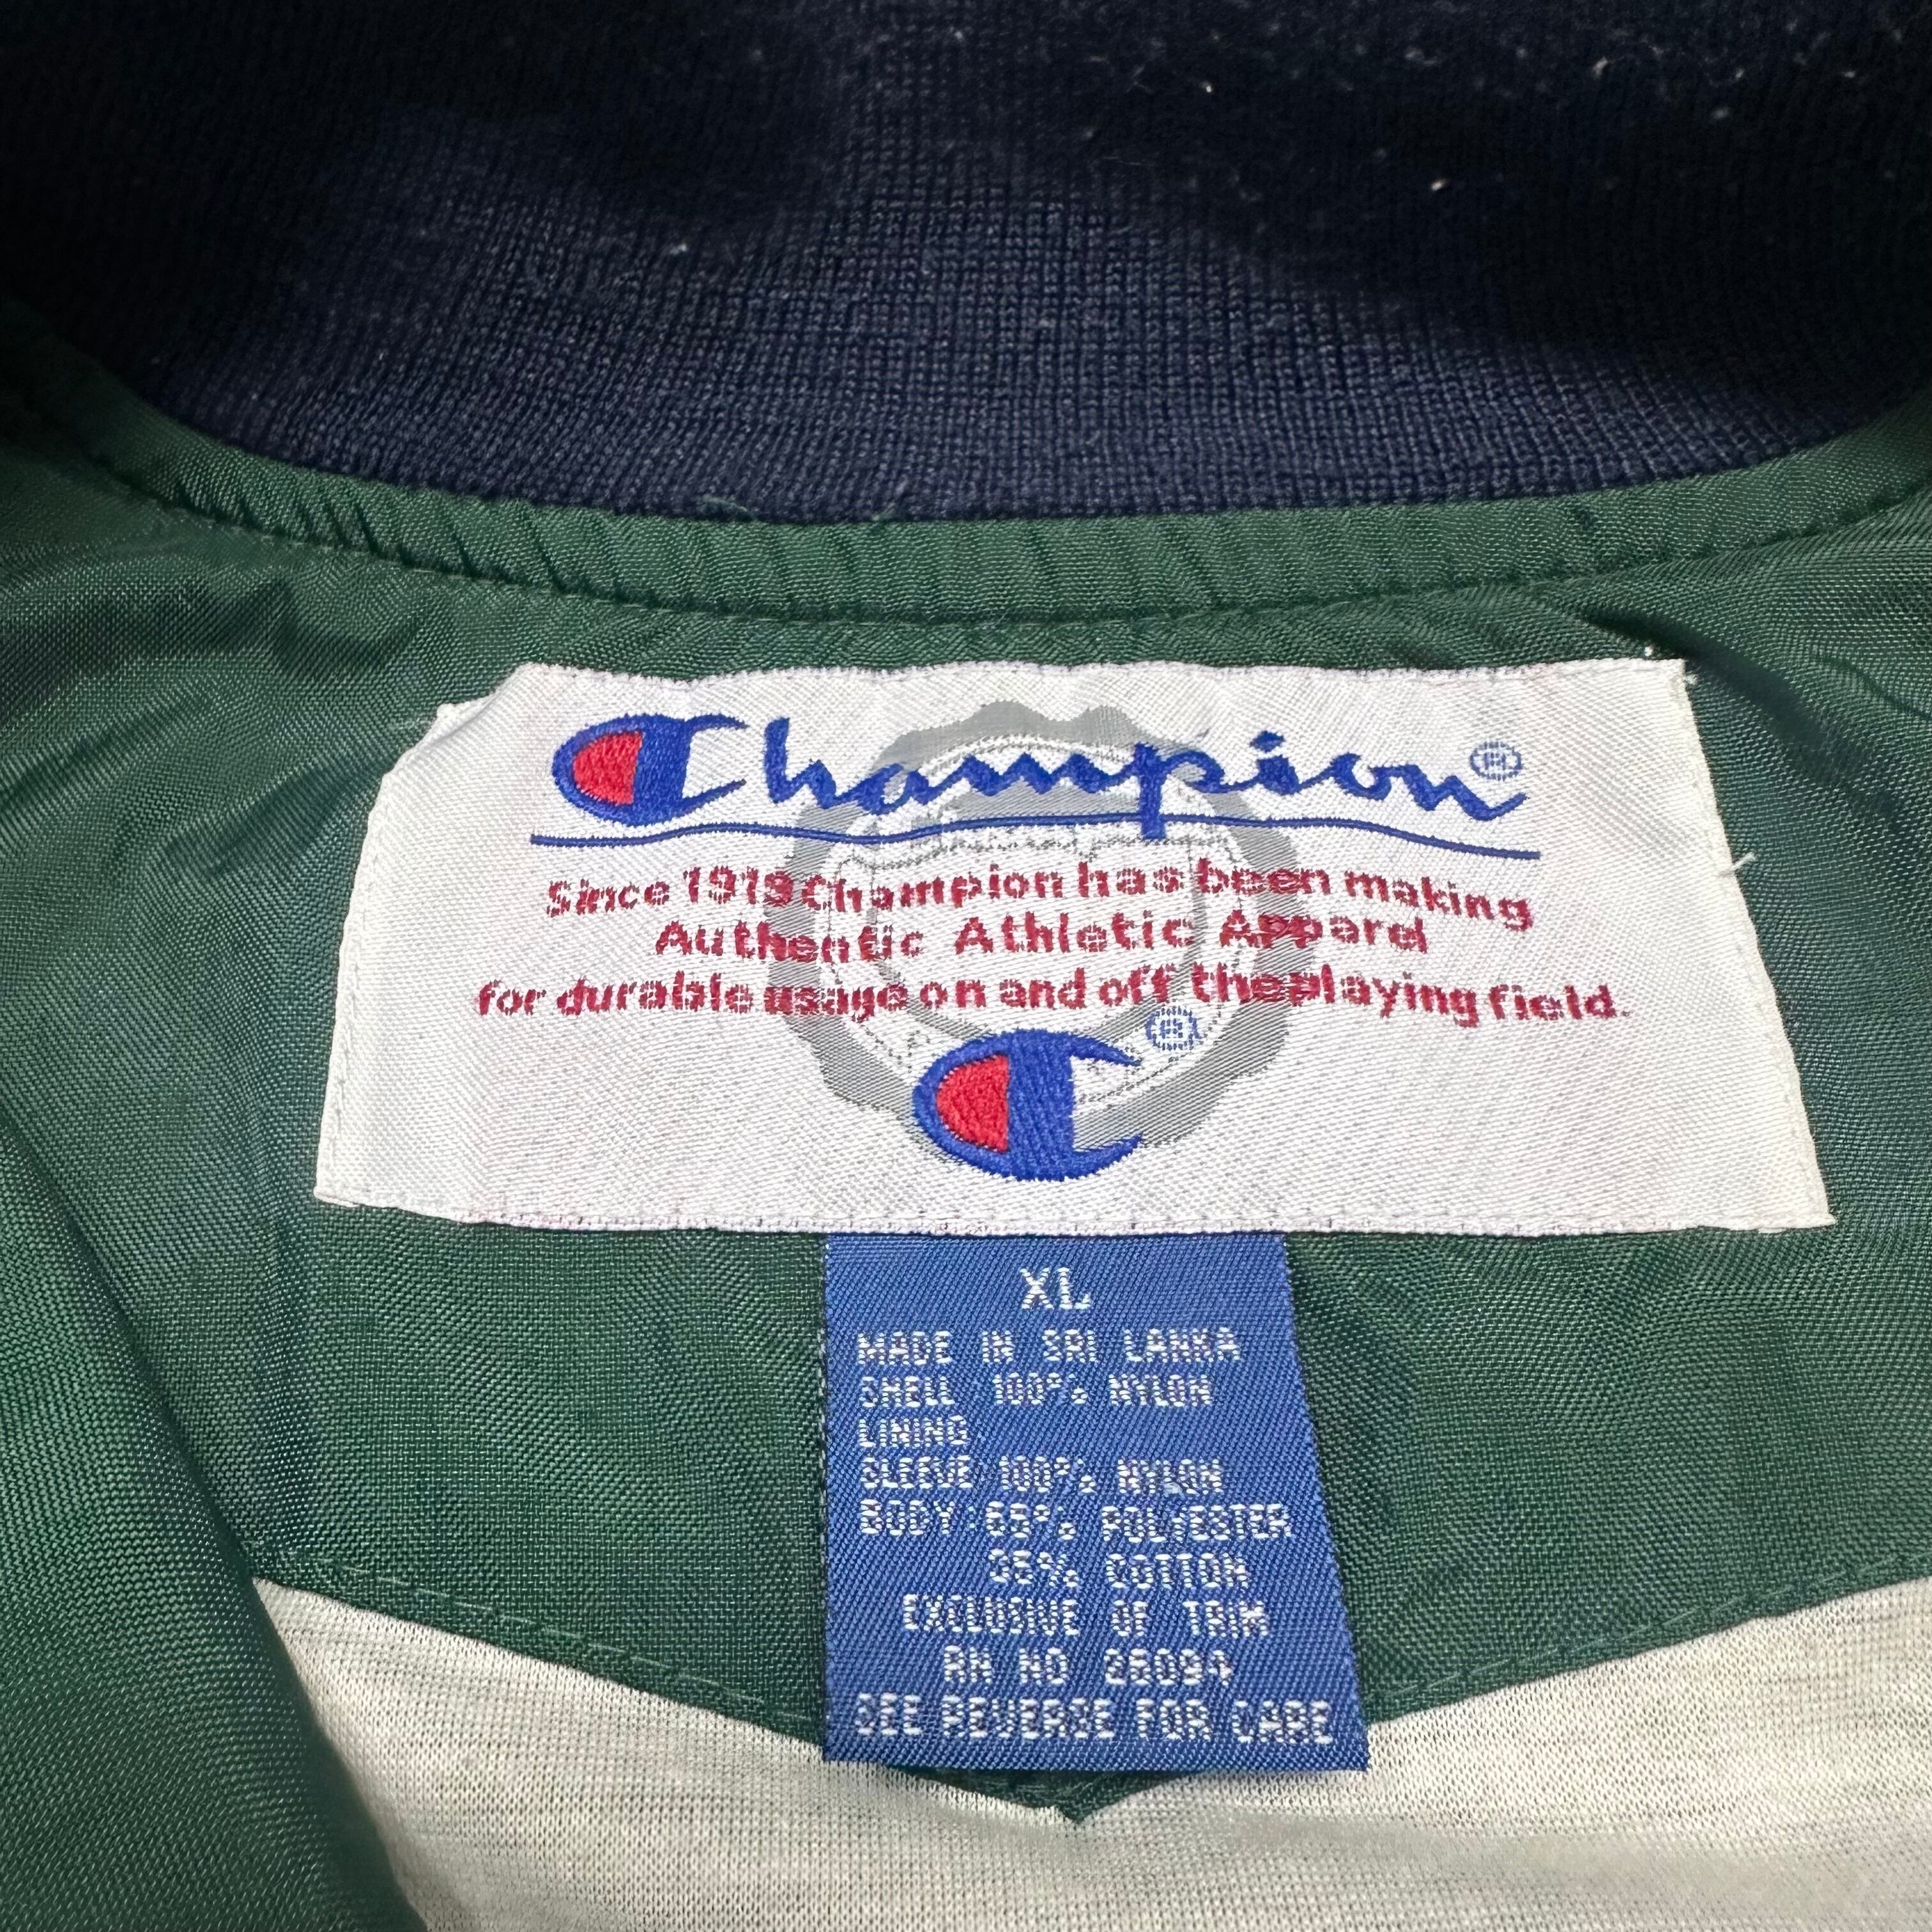 Champion®
Since 1919 Champion has been making
Authentic Athletic Apparel
for durable usage on and off the playing field.
®
XL
MADE IN SRI LANKA
SHELL 100% NYLON
LINING
SLEEVE 100% NYLON
BODY: 65% POLYESTER
35% COTTON
EXCLUSIVE OF TRIM
RN NO 26094
SEE REVERSE FOR CARE